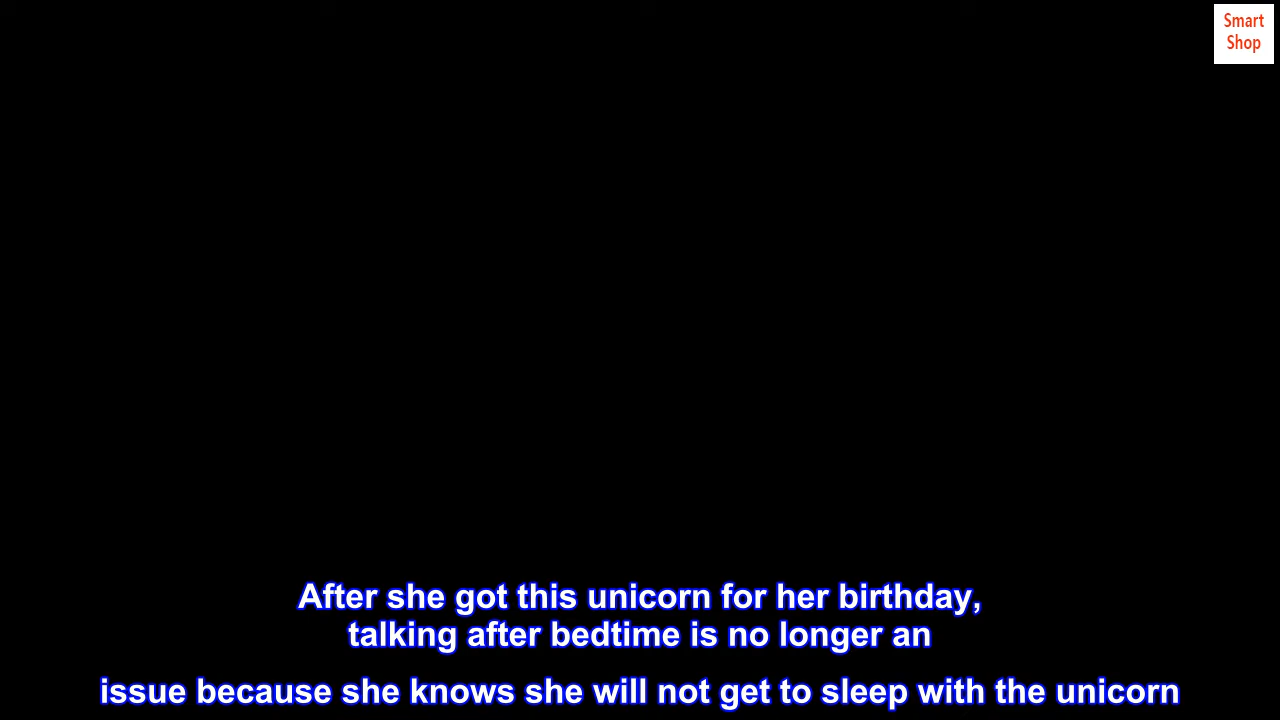 Smart
Shop
After she got this unicorn for her birthday,
talking after bedtime is no longer an
issue because she knows she will not get to sleep with the unicorn